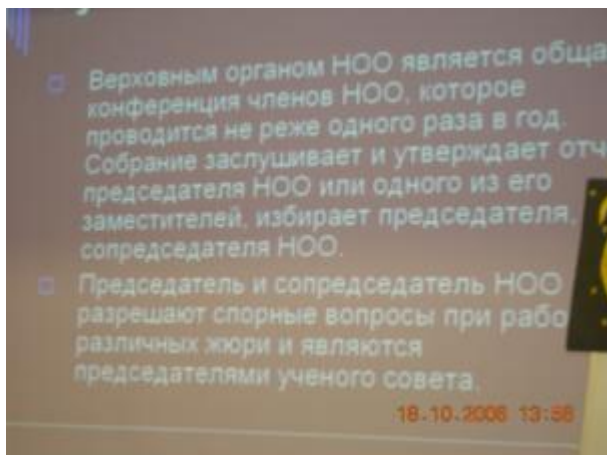 Верховным органом НОО является обща
конференция членов НОО, которое
проводится не реже одного раза в год.
Собрание заслушивает и утверждает отч
председателя НОО или одного из его
заместителей, избирает председателя,
сопредседателя НОО.
Председатель и сопредседатель НОО
разрешают спорные вопросы при рабо
различных жюри и являются
председателями ученого совета.
18.10.2006 13:56